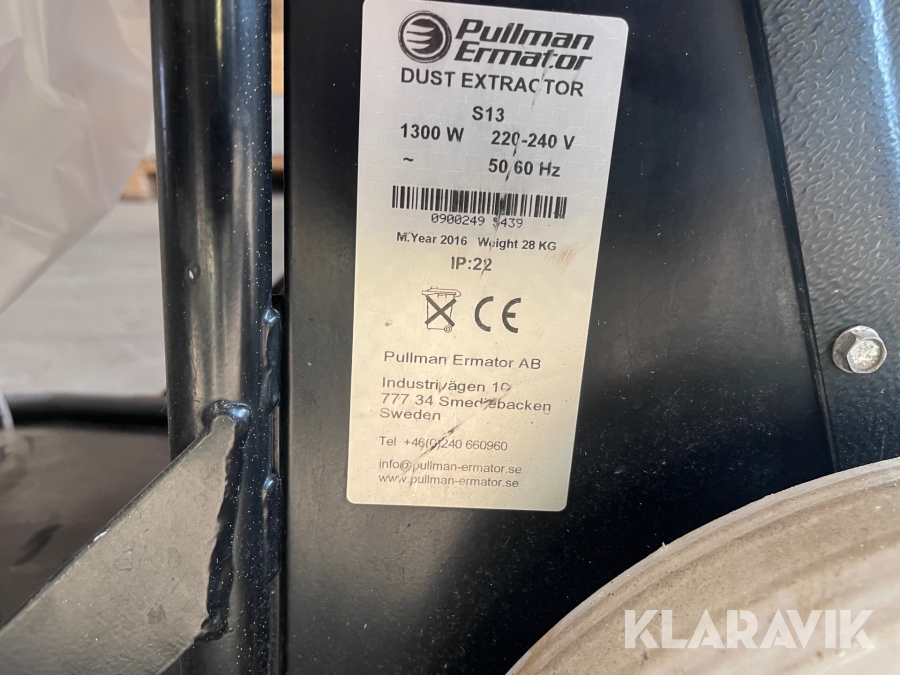 Pullman
Ermator
DUST EXTRACTOR
S13
1300 W 220-240 V
~ 50/60 Hz
0900249 5439
M.Year 2016 Weight 28 KG
IP:22
CE
Pullman Ermator AB
Industrivägen 10
777 34 Smedjebacken
Sweden
Tel +46(0)240 660960
info@pullman-ermator.se
www.pullman-ermator.se
KLARAVIK